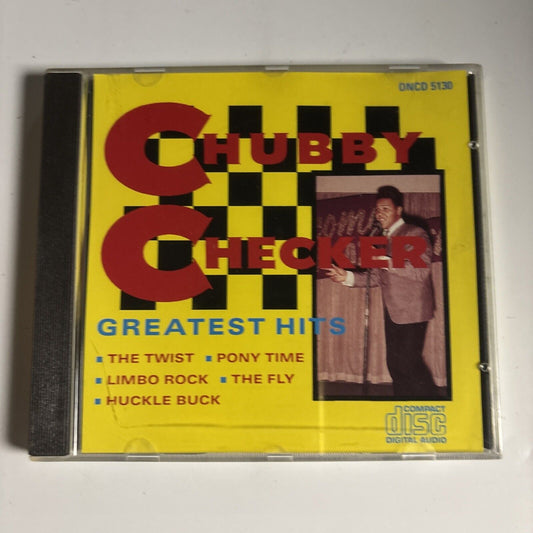 DNCD 5130
CHUBBY
CHECKER
GREATEST HITS
▪ THE TWIST ▪ PONY TIME
▪ LIMBO ROCK ▪ THE FLY
▪ HUCKLE BUCK
COMPACT
disc
DIGITAL AUDIO